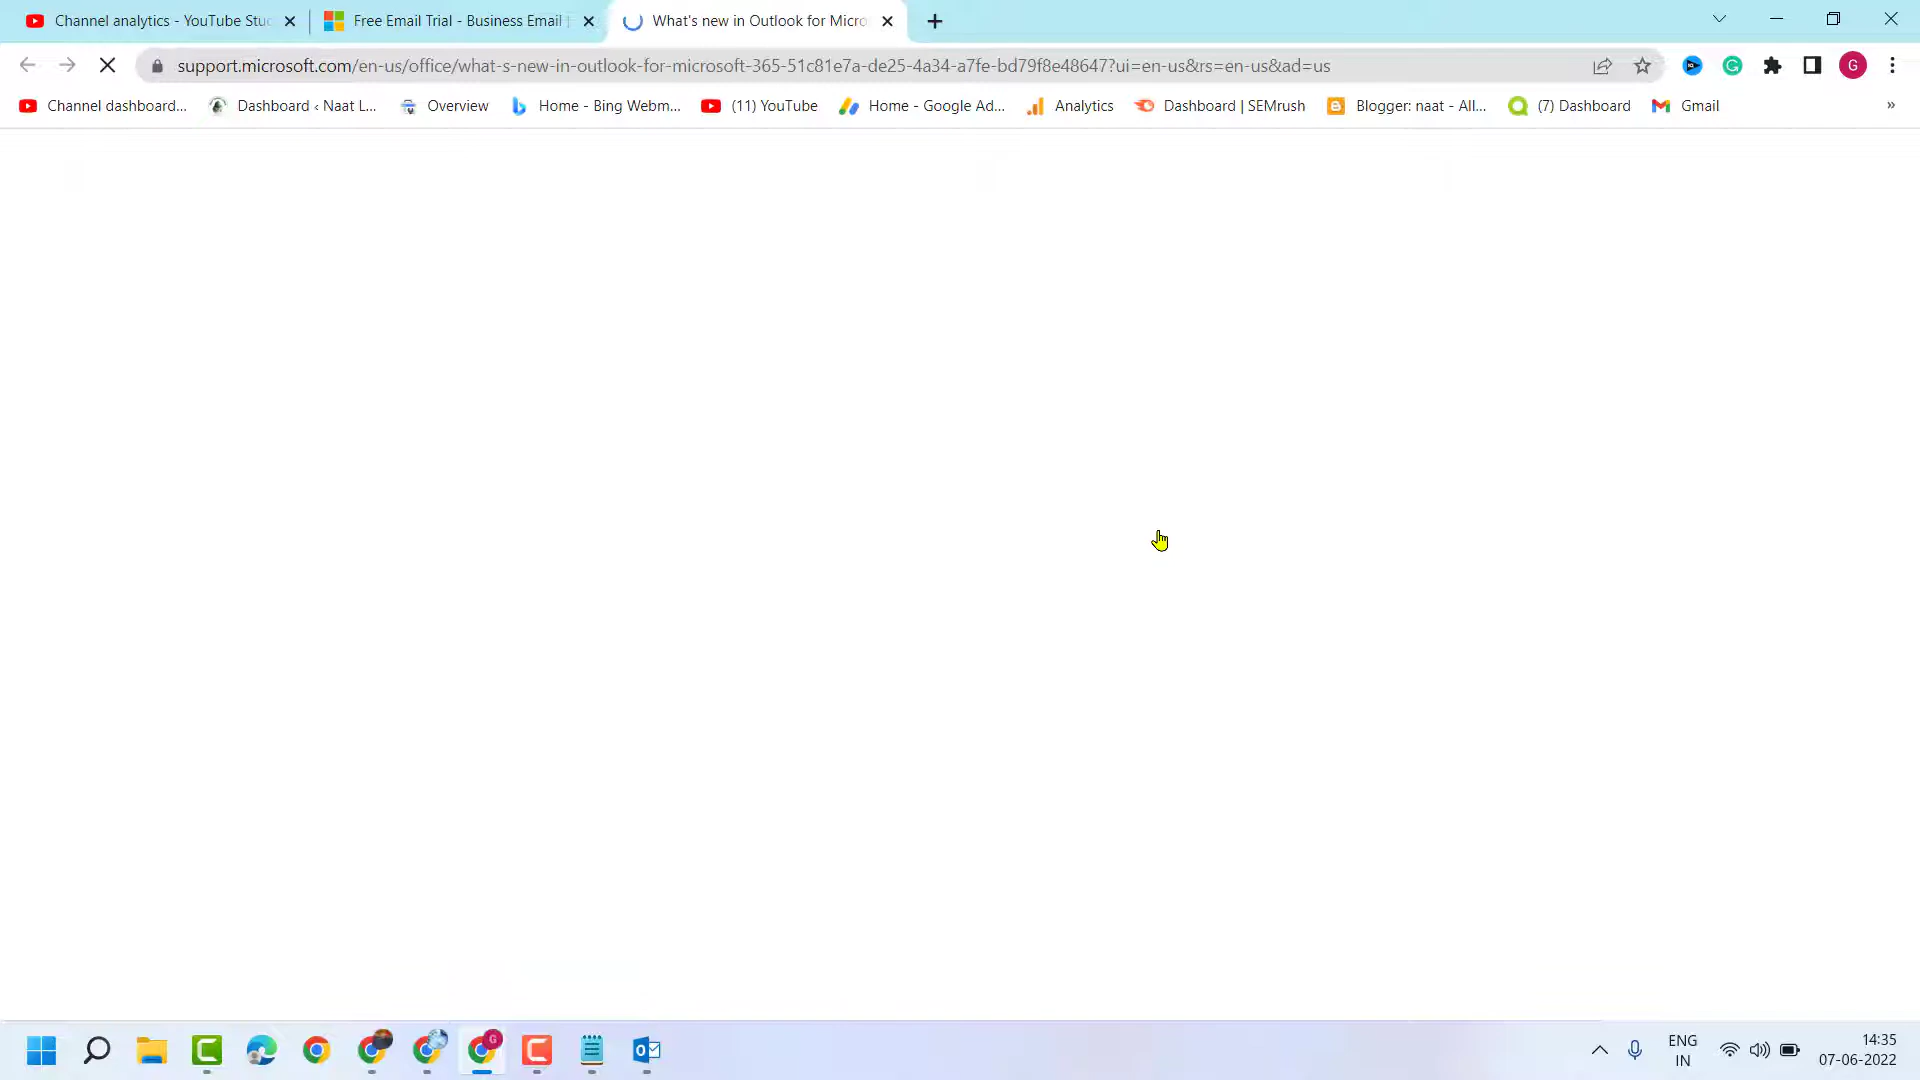 Channel analytics - YouTube Stu
Free Email Trial - Business Email
What's new in Outlook for Micro
support.microsoft.com/en-us/office/what-s-new-in-outlook-for-microsoft-365-51c81e7a-de25-4a34-a7fe-bd79f8e48647?ui=en-us&rs=en-us&ad=us
G
Channel dashboard...
Dashboard ‹ Naat L...
Overview
Home - Bing Webm...
(11) YouTube
Home - Google Ad...
Analytics
Dashboard | SEMrush
Blogger: naat - All...
(7) Dashboard
Gmail
»
G
ENG
IN
14:35
07-06-2022